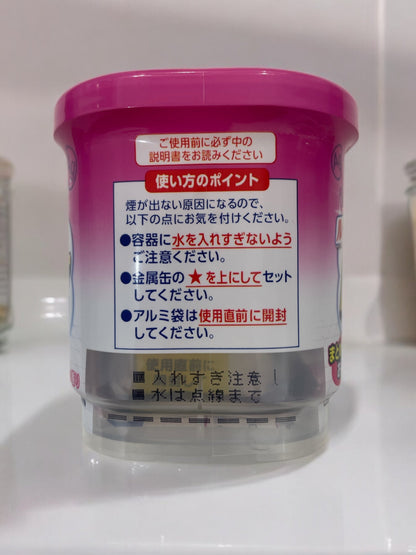 ご使用前に必ず中の
説明書をお読みください
使い方のポイント
煙が出ない原因になるので、
以下の点にお気を付けください。
●容器に水を入れすぎないよう
ご注意ください。
●金属缶の★を上にしてセット
してください。
●アルミ袋は使用直前に開封
してください。
使用直前に
入れすぎ注意!
水は点線まで